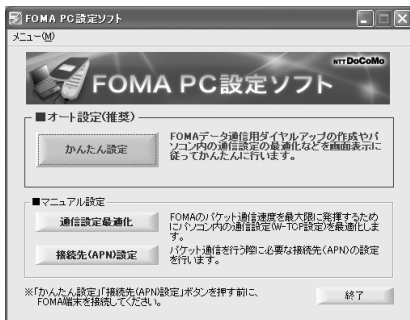 FOMA PC設定ソフト
メニュー(M)
NTT DoCoMo
FOMA PC設定ソフト
■オート設定(推奨)
かんたん設定
FOMAデータ通信用ダイヤルアップの作成やパ
ソコン内の通信設定の最適化などを画面表示に
従ってかんたんに行います。
■マニュアル設定
通信設定最適化
FOMAのパケット通信速度を最大限に発揮するため
にパソコン内の通信設定(W-TCP設定)を最適化しま
す。
接続先(APN)設定
パケット通信を行う際に必要な接続先(APN)の設定
を行います。
※「かんたん設定」「接続先(APN)
設定」ボタンを押す前に、
FOMA端末を接続してください。
終了